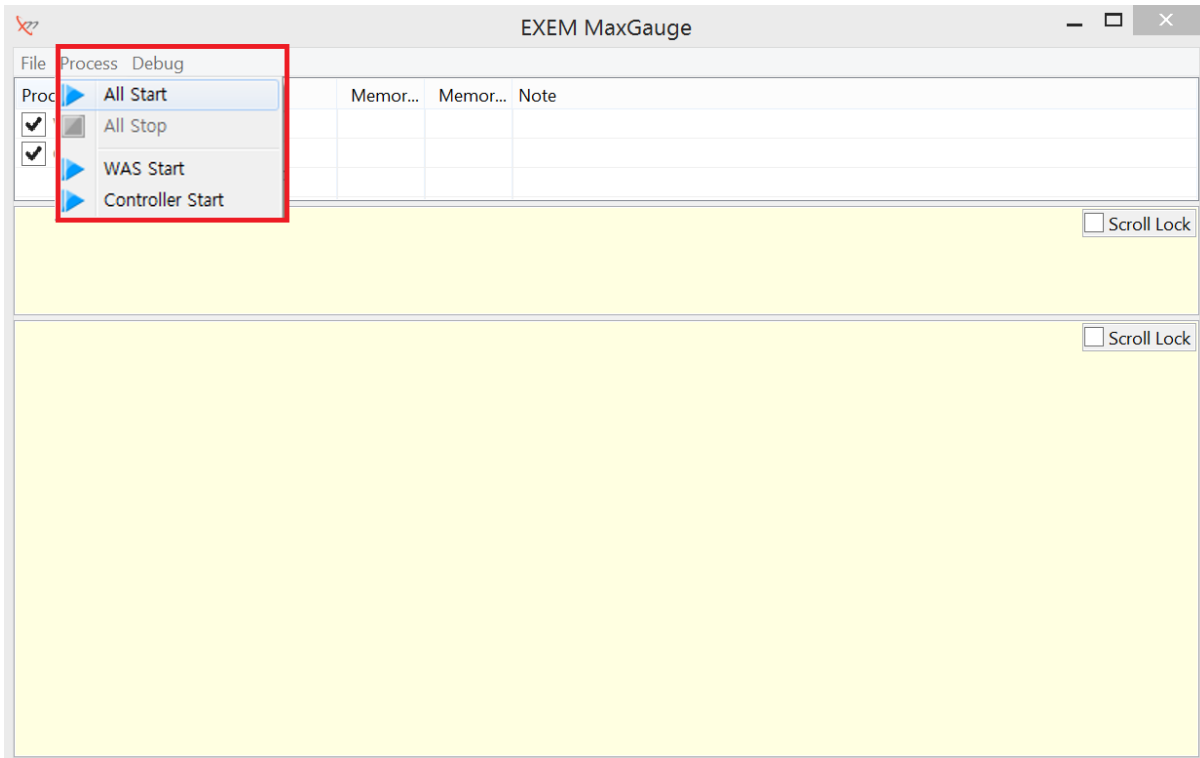 EXEM MaxGauge
File Process Debug
Proc Memor... Memor... Note
All Start
All Stop
WAS Start
Controller Start
Scroll Lock
Scroll Lock